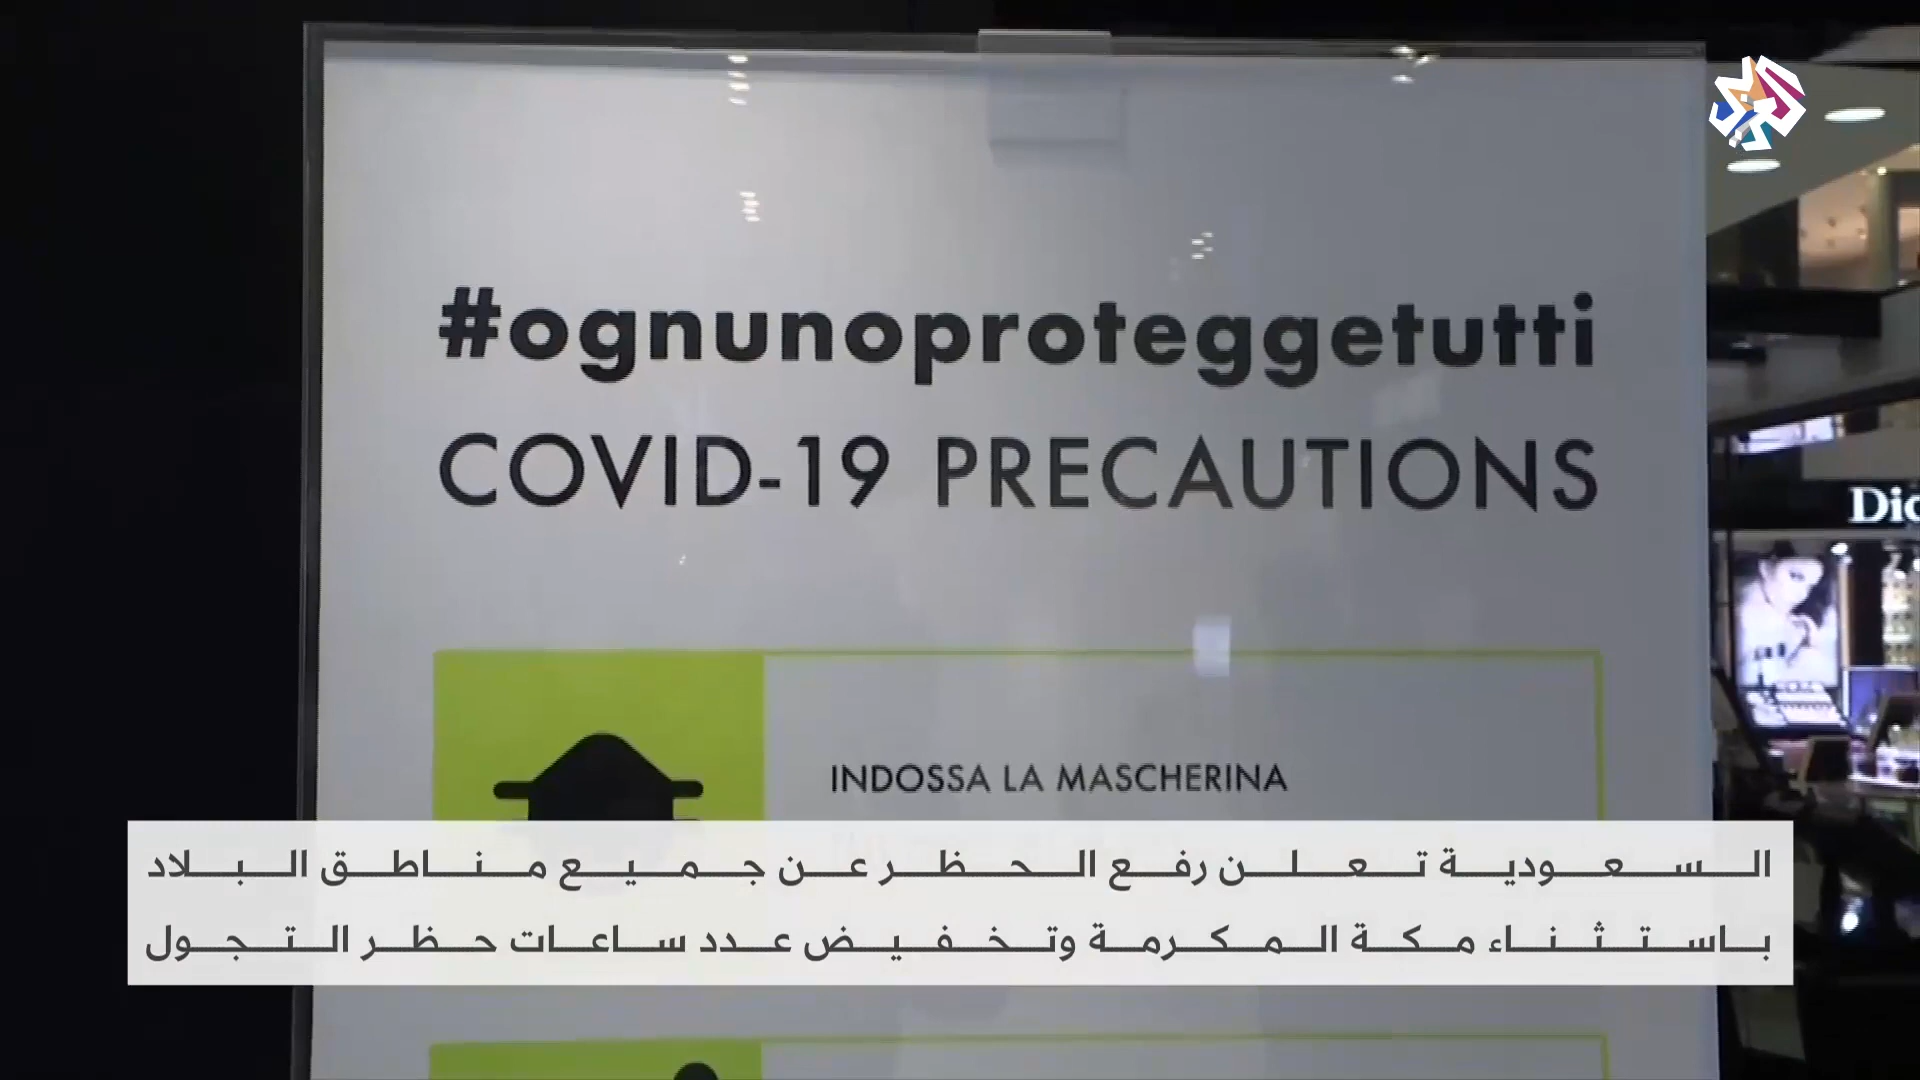 #ognunoproteggetutti
COVID-19 PRECAUTIONS
Dio
INDOSSA LA MASCHERINA
السعودية تعلن رفع الحظر عن جميع مناطق البلاد
باستثناء مكة المكرمة وتخفيض عدد ساعات حظر التجول